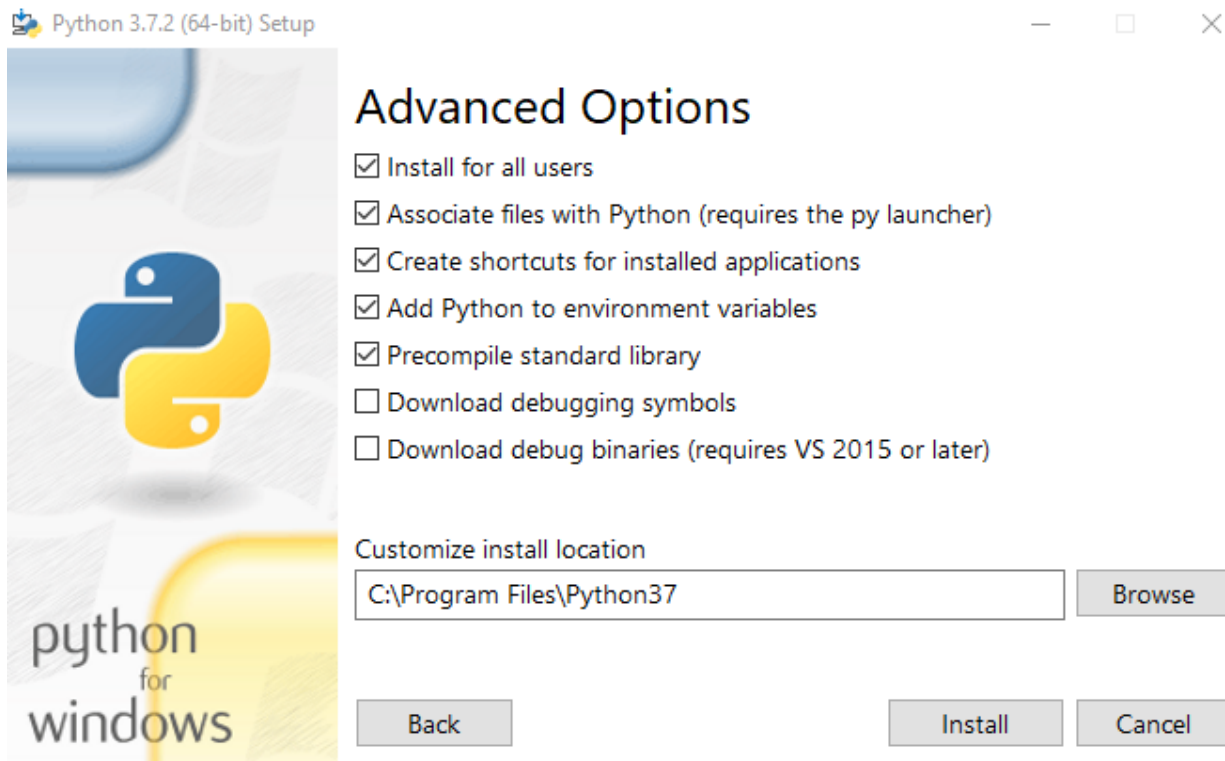 Python 3.7.2 (64-bit) Setup
Advanced Options
Install for all users
Associate files with Python (requires the py launcher)
Create shortcuts for installed applications
Add Python to environment variables
Precompile standard library
Download debugging symbols
Download debug binaries (requires VS 2015 or later)
Customize install location
C:\Program Files\Python37
Browse
python
for
windows
Back
Install
Cancel